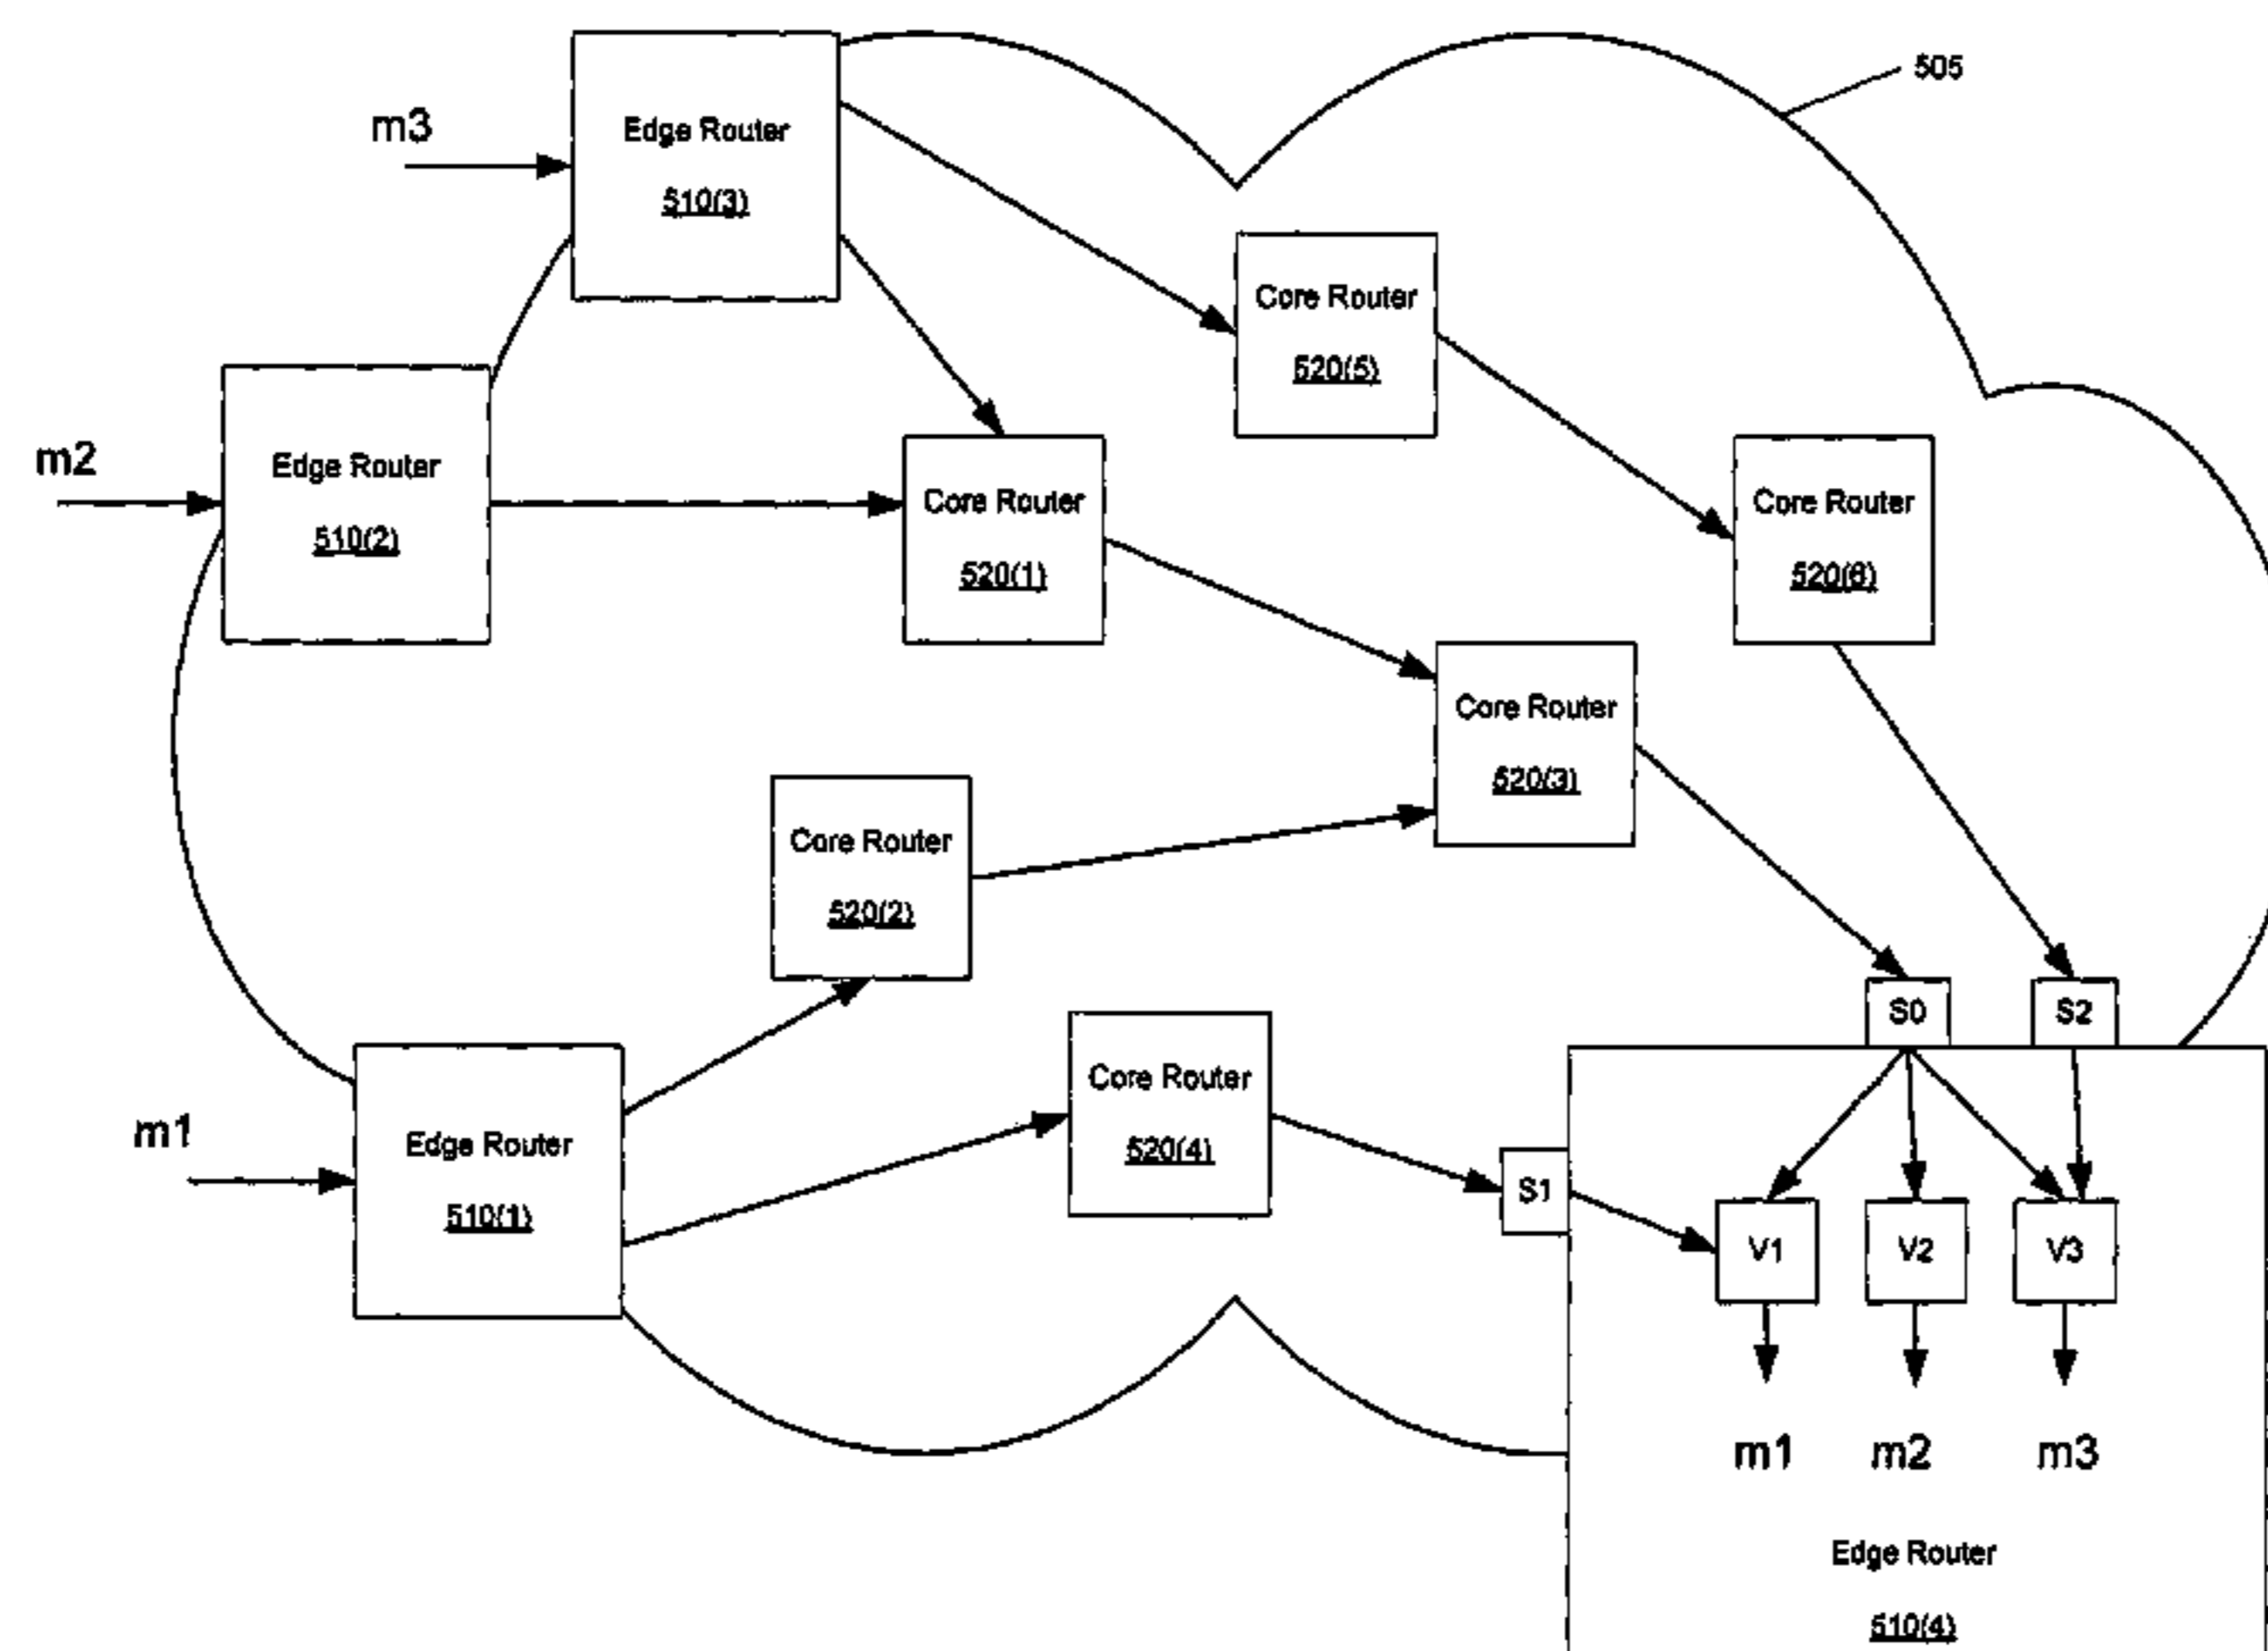 505
m3
Edge Router
510(3)
Core Router
520(5)
m2
Edge Router
510(2)
Core Router
520(1)
Core Router
520(6)
Core Router
520(3)
Core Router
520(2)
S0
S2
m1
Edge Router
510(1)
Core Router
520(4)
S1
V1
V2
V3
m1
m2
m3
Edge Router
510(4)